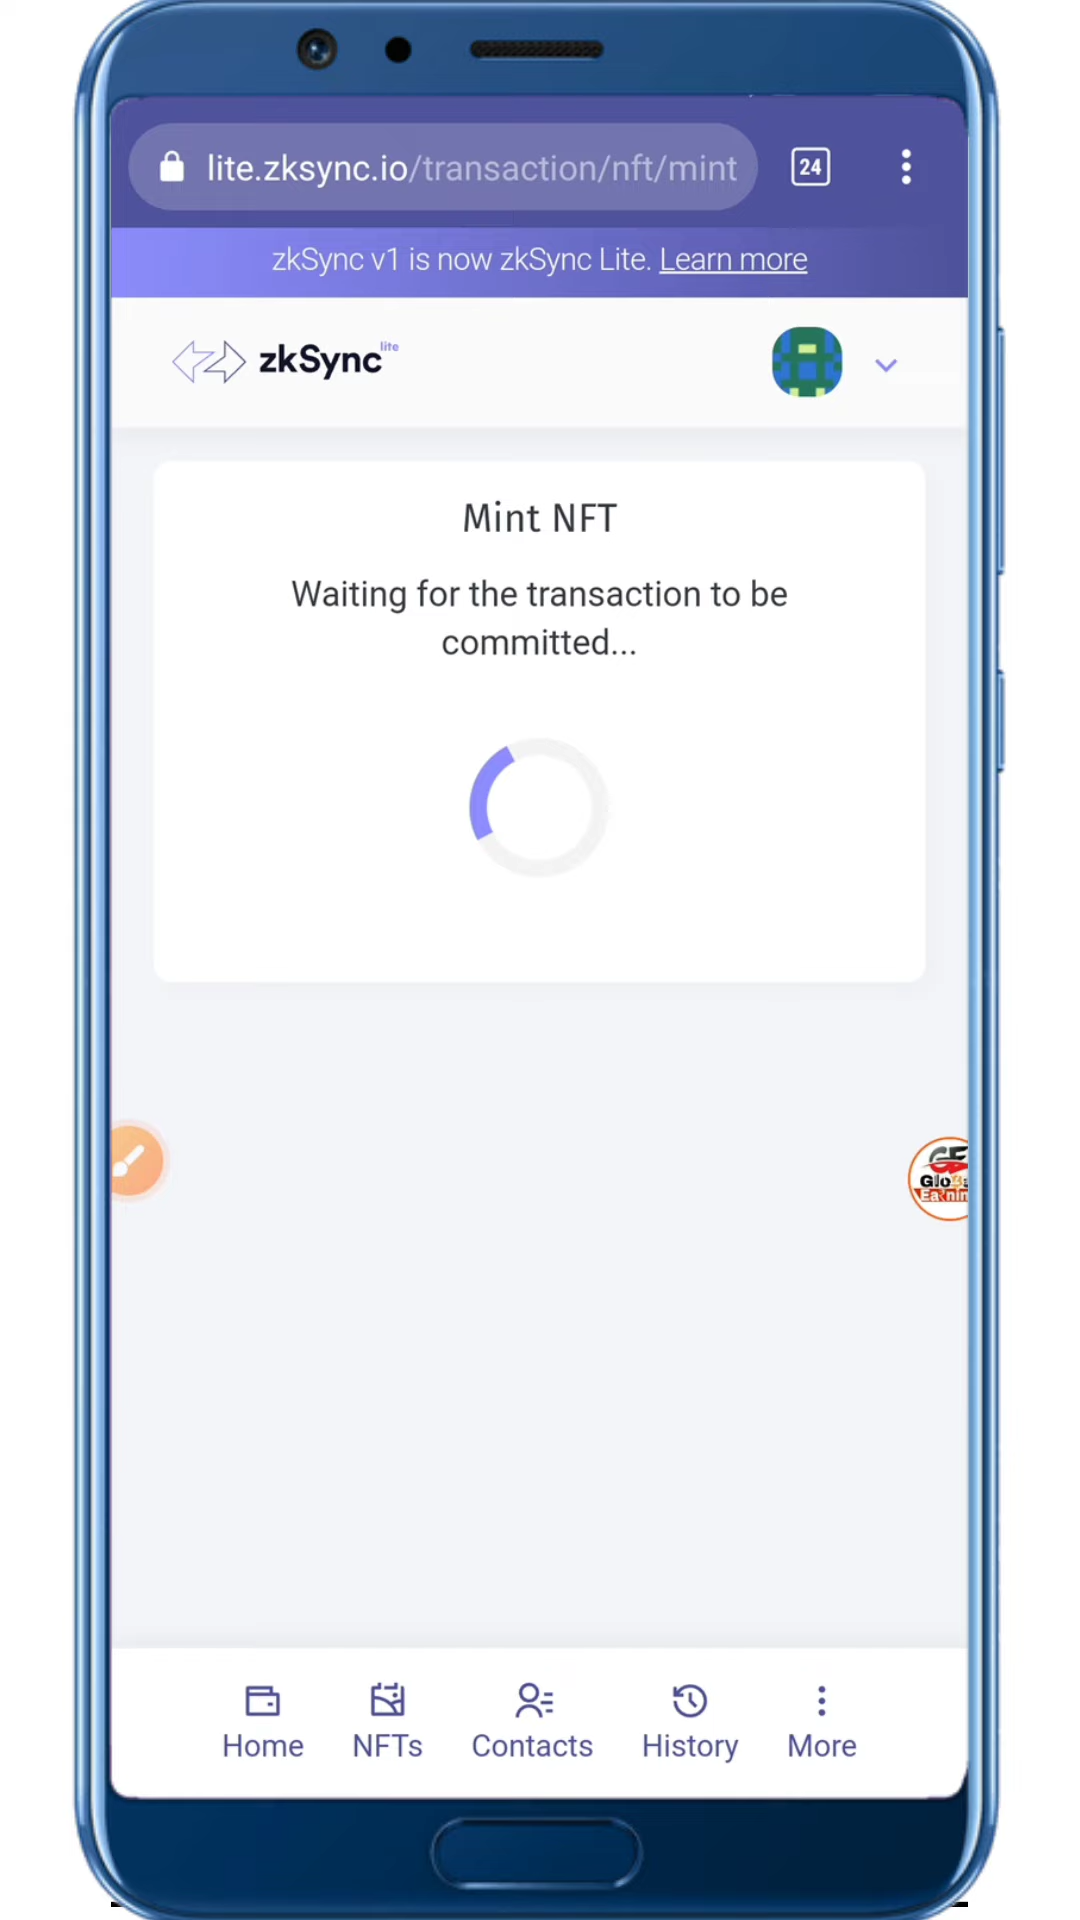 lite.zksync.io/transaction/nft/mint
24
zkSync v1 is now zkSync Lite. Learn more
zkSync lite
Mint NFT
Waiting for the transaction to be
committed...
GE
Home
NFTs
Contacts
History
More